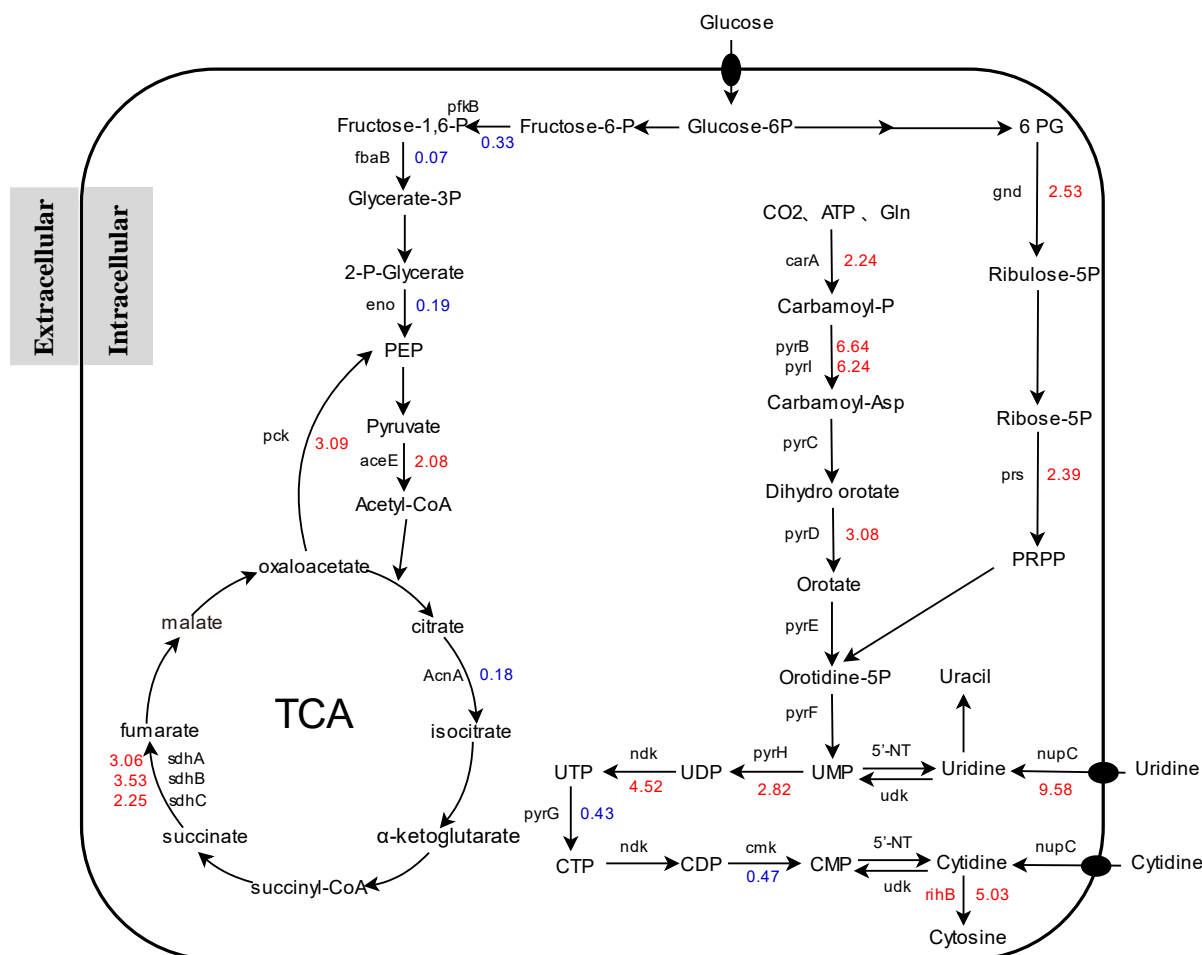 Glucose
pfkB
Fructose-1,6-P
Fructose-6-P
Glucose-6P
6 PG
0.33
fbaB
0.07
gnd
2.53
Glycerate-3P
CO2、ATP 、Gln
Extracellular
Intracellular
carA
2.24
2-P-Glycerate
Ribulose-5P
eno
0.19
Carbamoyl-P
PEP
pyrB
6.64
pyrI
6.24
Carbamoyl-Asp
Pyruvate
Ribose-5P
pck
3.09
aceE
2.08
pyrC
prs
2.39
Acetyl-CoA
Dihydro orotate
pyrD
3.08
oxaloacetate
PRPP
Orotate
malate
citrate
pyrE
AcnA
0.18
Orotidine-5P
Uracil
TCA
pyrF
fumarate
isocitrate
3.06
sdhA
3.53
sdhB
2.25
sdhC
ndk
pyrH
5'-NT
nupC
UTP
UDP
UMP
Uridine
Uridine
4.52
2.82
udk
9.58
pyrG
0.43
succinate
α-ketoglutarate
ndk
cmk
5'-NT
nupC
CTP
CDP
CMP
Cytidine
Cytidine
0.47
udk
succinyl-CoA
rihB
5.03
Cytosine